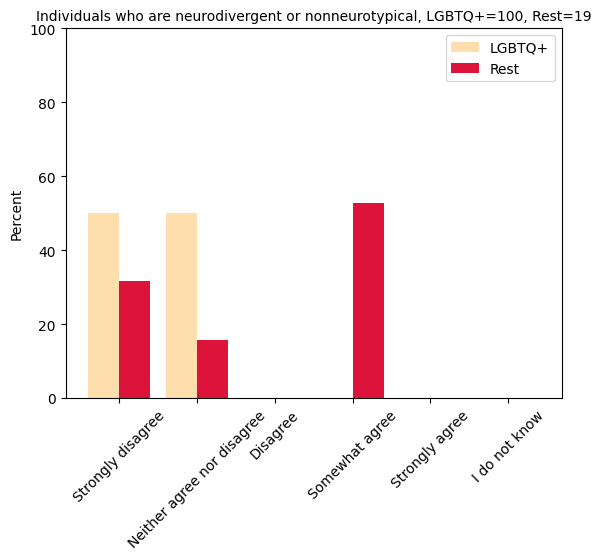 Individuals who are neurodivergent or nonneurotypical, LGBTQ+=100, Rest=19
LGBTQ+
Rest
Percent
100
80
60
40
20
0
Strongly disagree
Neither agree nor disagree
Disagree
Somewhat agree
Strongly agree
I do not know